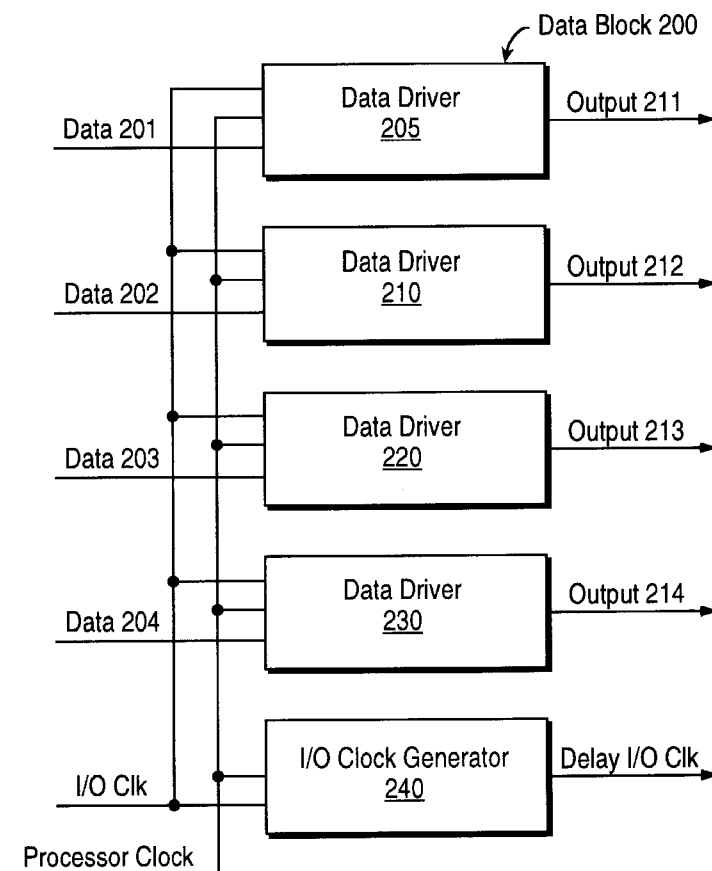 Data Block 200
Data Driver
205
Data 201
Output 211
Data Driver
210
Data 202
Output 212
Data Driver
220
Data 203
Output 213
Data Driver
230
Data 204
Output 214
I/O Clock Generator
240
I/O Clk
Delay I/O Clk
Processor Clock